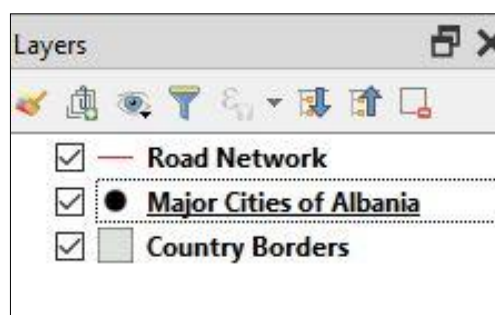 Layers
Road Network
Major Cities of Albania
Country Borders